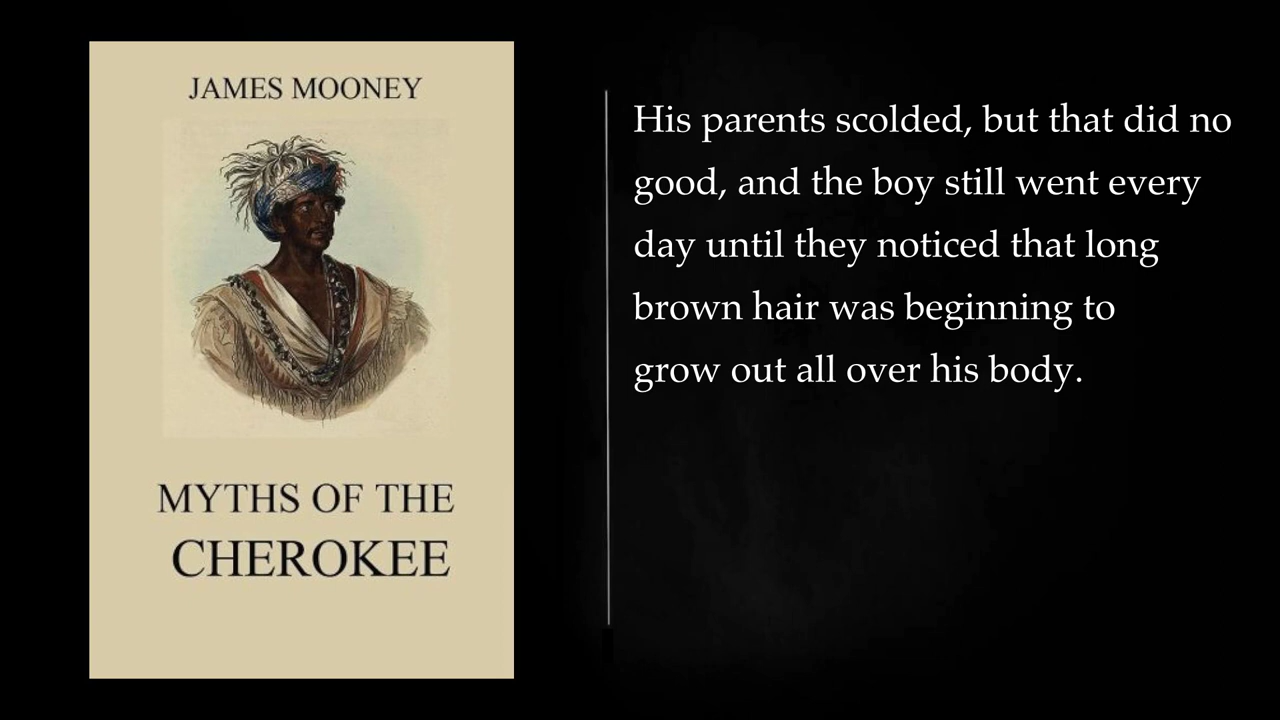 JAMES MOONEY
MYTHS OF THE
CHEROKEE
His parents scolded, but that did no
good, and the boy still went every
day until they noticed that long
brown hair was beginning to
grow out all over his body.